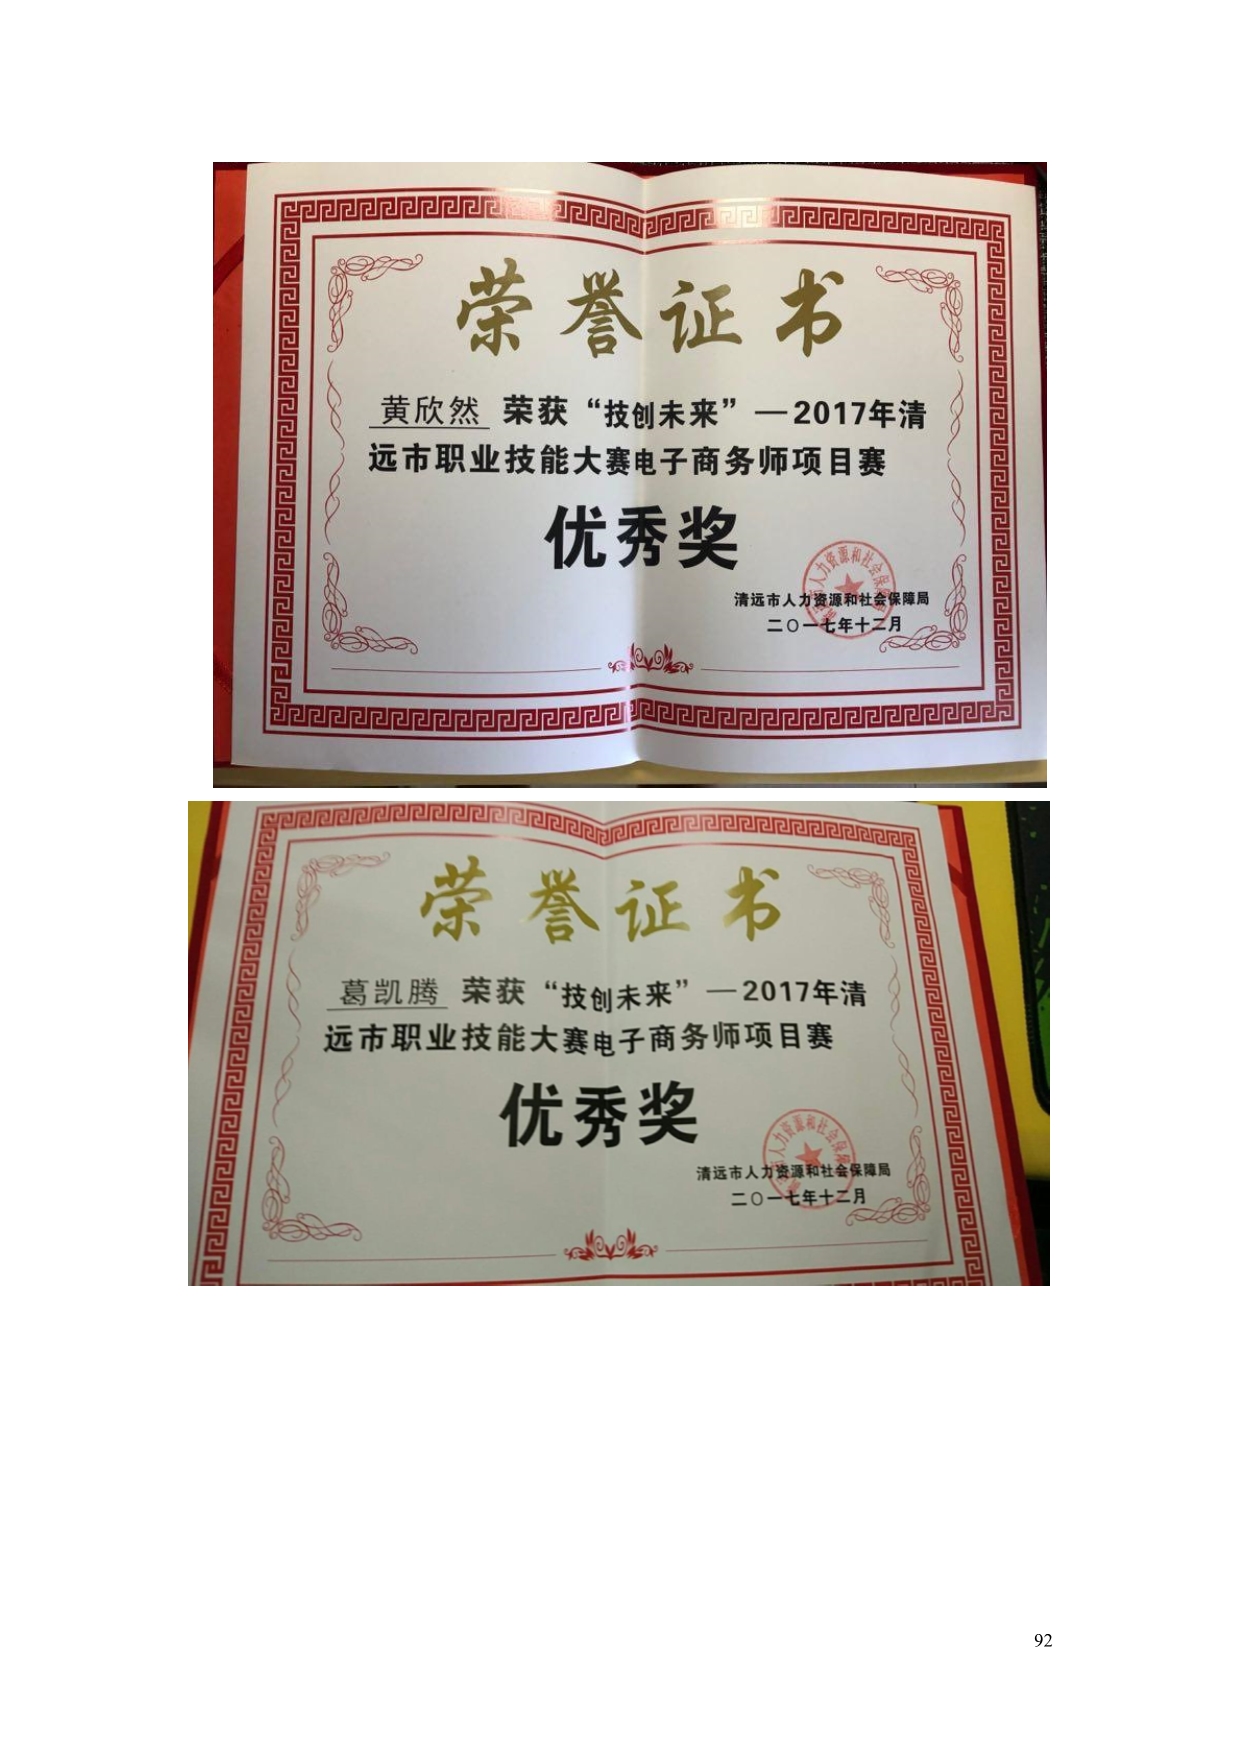 荣誉证书
黄欣然 荣获“技创未来”—2017年清
远市职业技能大赛电子商务师项目赛
优秀奖
清远市人力资源和社会保障局
二〇一七年十二月
荣誉证书
葛凯腾 荣获“技创未来”—2017年清
远市职业技能大赛电子商务师项目赛
优秀奖
清远市人力资源和社会保障局
二〇一七年十二月
92